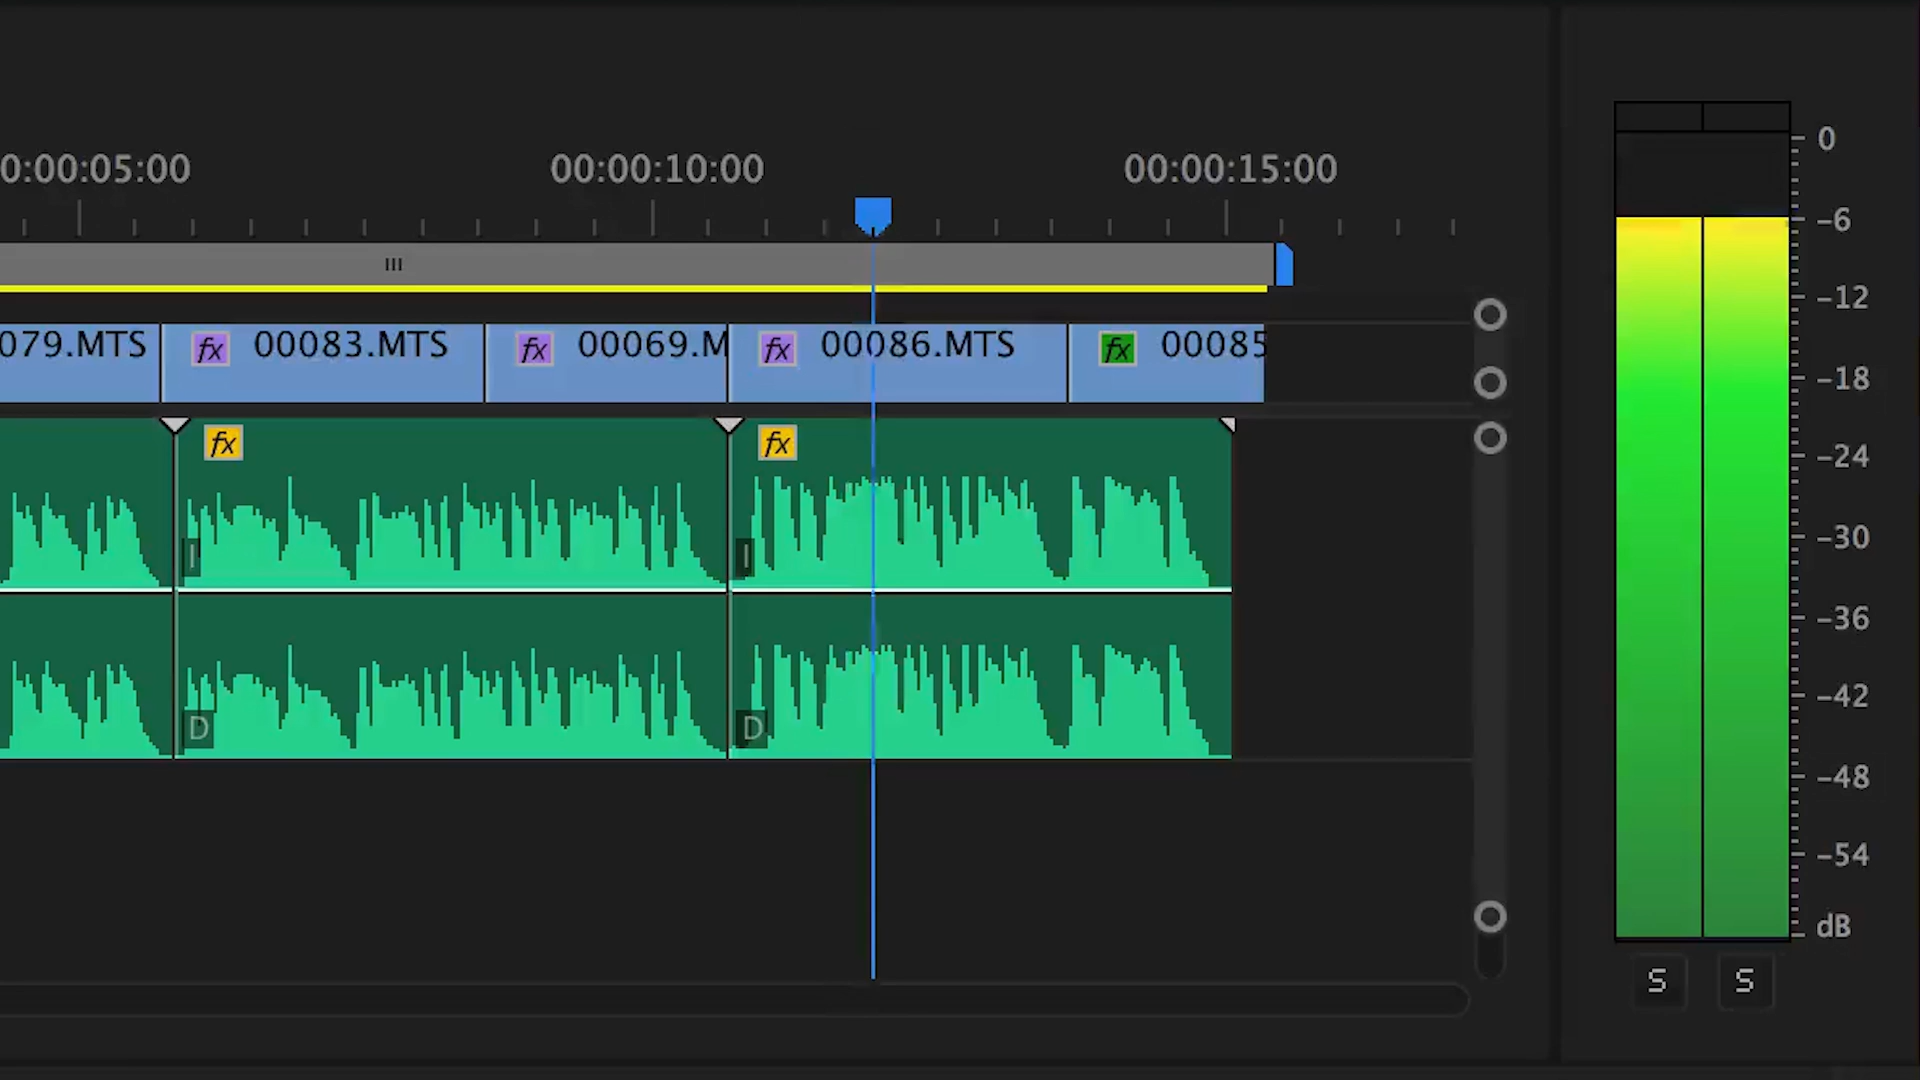 0:00:05:00 00:00:10:00 00:00:15:00
079.MTS fx 00083.MTS fx 00069.M fx 00086.MTS fx 00085
fx fx
I I
D D
0
-6
-12
-18
-24
-30
-36
-42
-48
-54
dB
S S